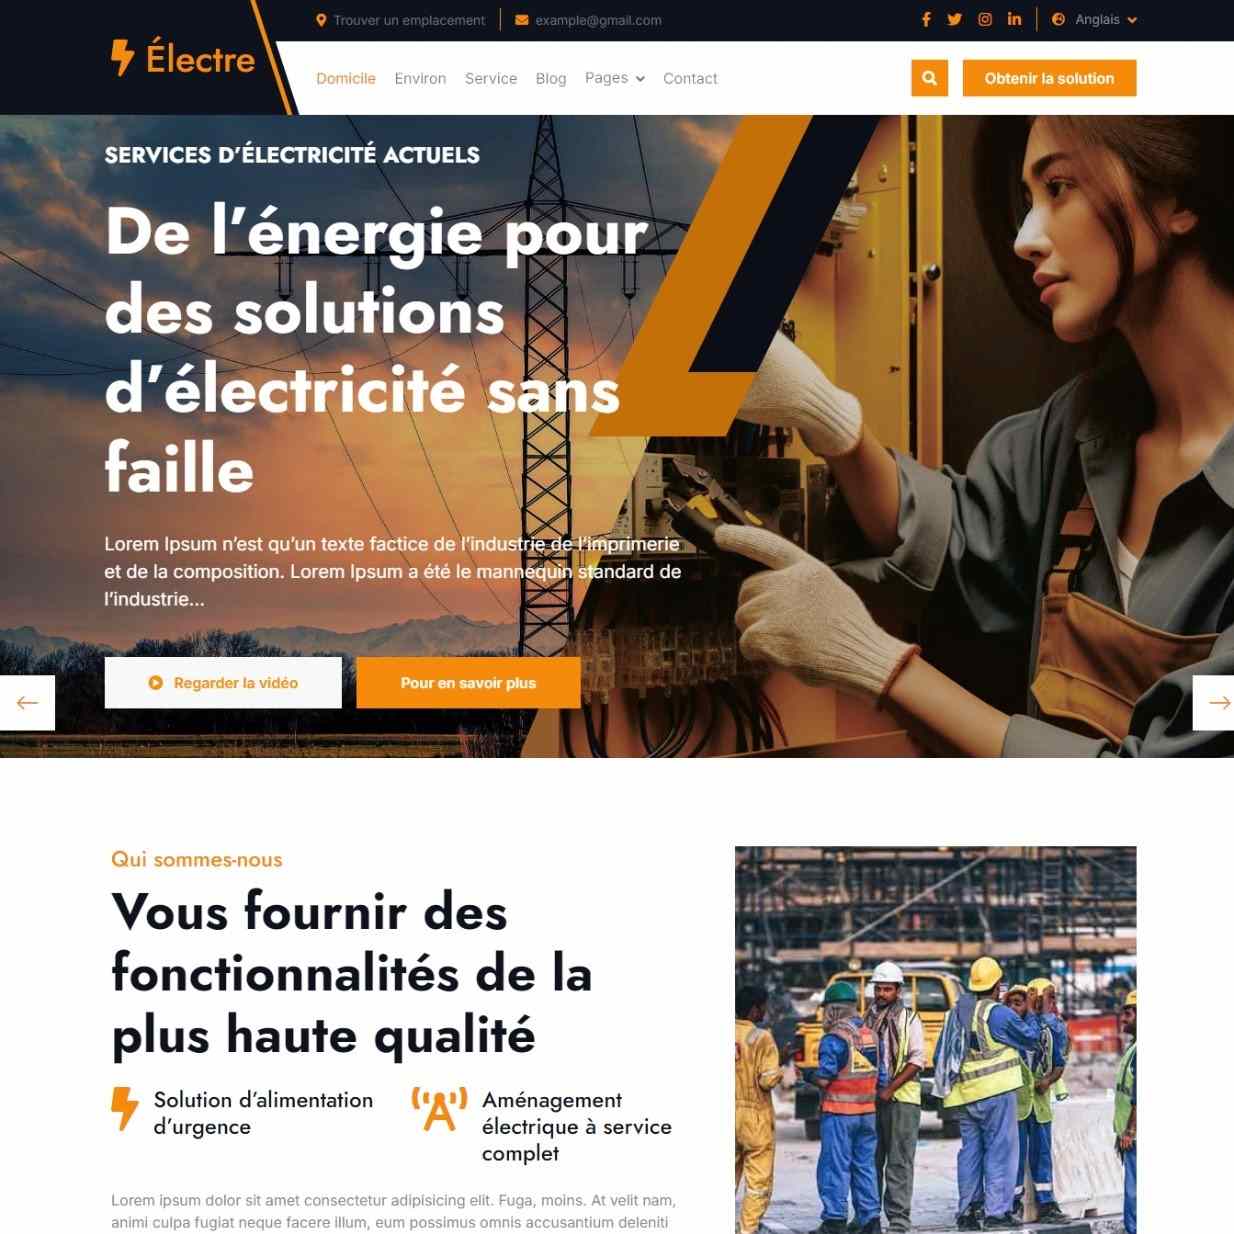 Trouver un emplacement
example@gmail.com
Anglais
Électre
Domicile
Environ
Service
Blog
Pages
Contact
Obtenir la solution
SERVICES D’ÉLECTRICITÉ ACTUELS
De l’énergie pour
des solutions
d’électricité sans
faille
Lorem Ipsum n’est qu’un texte factice de l’industrie de l’imprimerie
et de la composition. Lorem Ipsum a été le mannequin standard de
l’industrie...
Regarder la vidéo
Pour en savoir plus
Qui sommes-nous
Vous fournir des
fonctionnalités de la
plus haute qualité
Solution d’alimentation
d’urgence
Aménagement
électrique à service
complet
Lorem ipsum dolor sit amet consectetur adipisicing elit. Fuga, moins. At velit nam,
animi culpa fugiat neque facere illum, eum possimus omnis accusantium deleniti